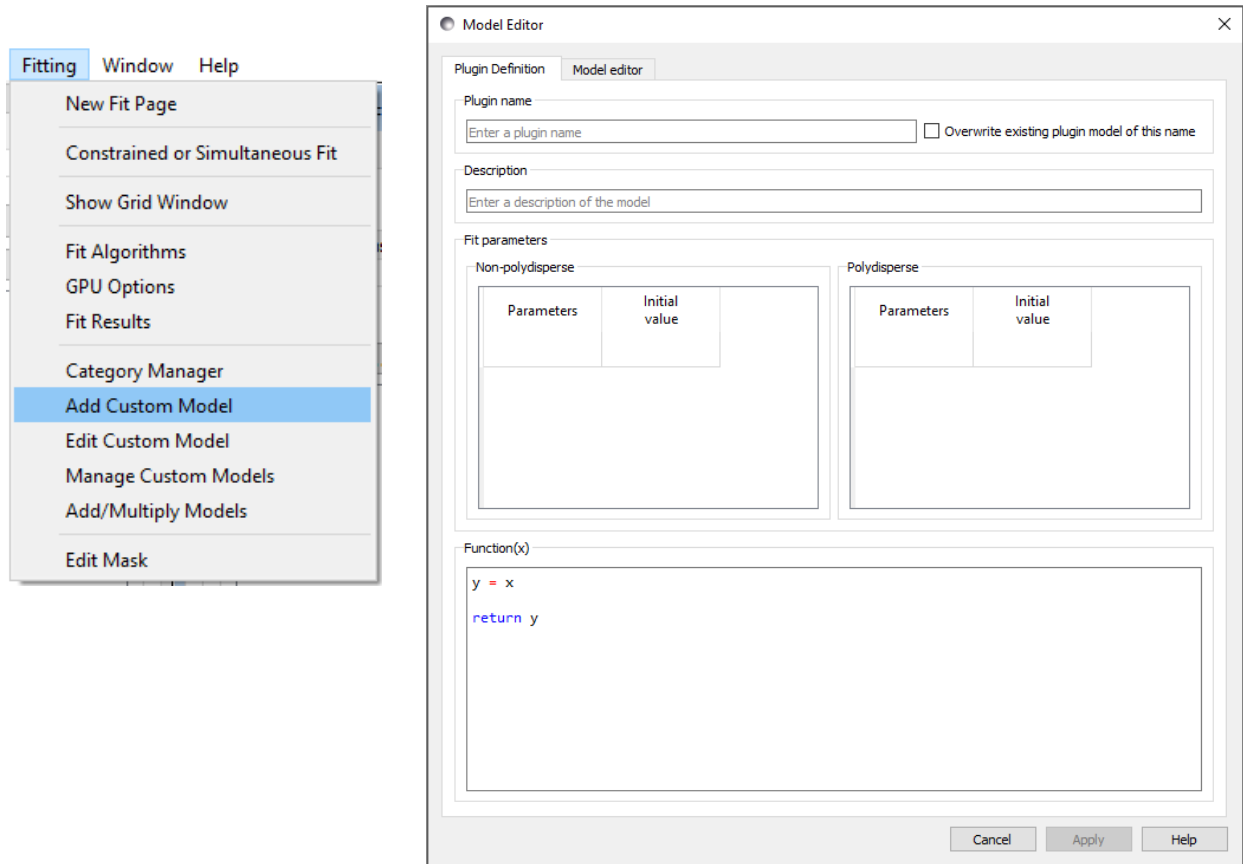 Fitting Window Help
New Fit Page
Constrained or Simultaneous Fit
Show Grid Window
Fit Algorithms
GPU Options
Fit Results
Category Manager
Add Custom Model
Edit Custom Model
Manage Custom Models
Add/Multiply Models
Edit Mask
Model Editor
Plugin Definition Model editor
Plugin name
Enter a plugin name Overwrite existing plugin model of this name
Description
Enter a description of the model
Fit parameters
Non-polydisperse Polydisperse
Parameters Initial value Parameters Initial value
Function(x)
y = x
return y
Cancel Apply Help